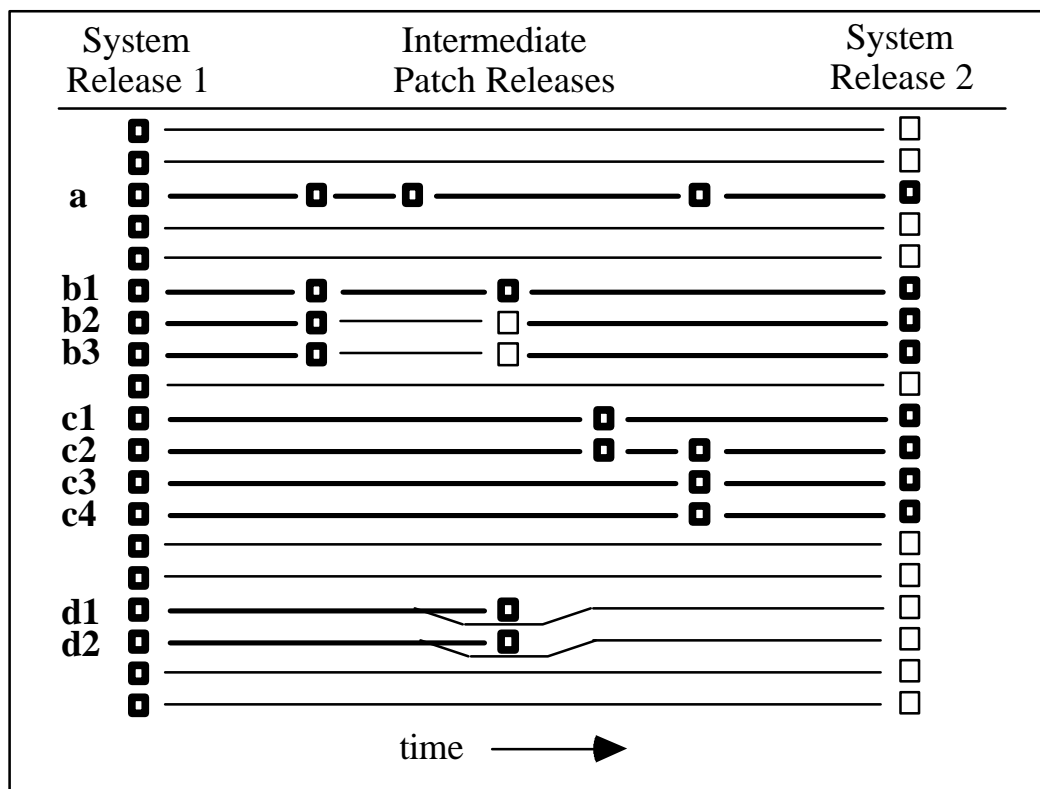 System
Release 1
Intermediate
Patch Releases
System
Release 2
a
b1
b2
b3
c1
c2
c3
c4
d1
d2
time